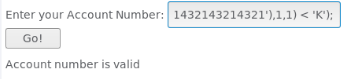 Enter your Account Number: 1432143214321'),1,1) < 'K');
Go!
Account number is valid